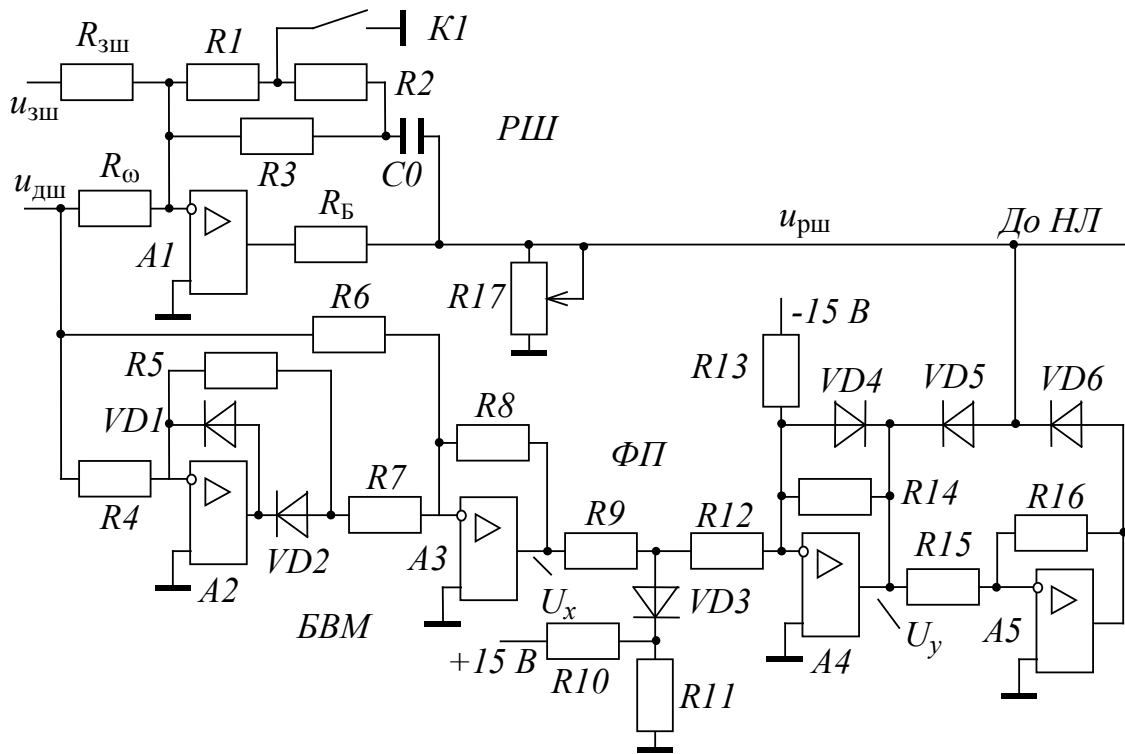 Rзш
R1
K1
R2
uзш
РШ
R3
C0
Rω
uдш
RБ
uрш
До НЛ
A1
R17
R6
-15 В
R5
R13
VD4
VD5
VD6
VD1
R8
ФП
R7
R14
R4
R9
R12
R16
VD2
A3
R15
A2
Ux
VD3
A5
БВМ
Uy
+15 В
A4
R10
R11